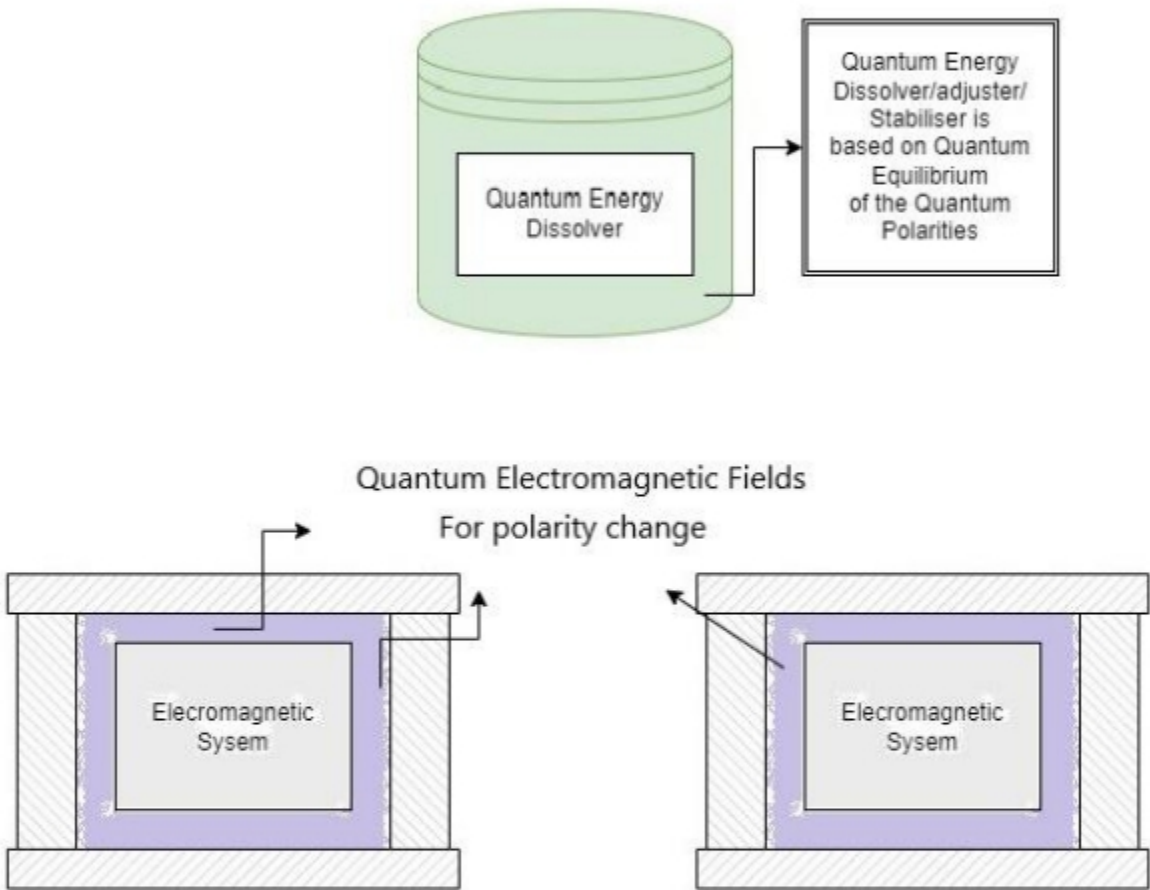 Quantum Energy
Dissolver
Quantum Energy
Dissolver/adjuster/
Stabiliser is
based on Quantum
Equilibrium
of the Quantum
Polarities
Quantum Electromagnetic Fields
For polarity change
Elecromagnetic
Sysem
Elecromagnetic
Sysem